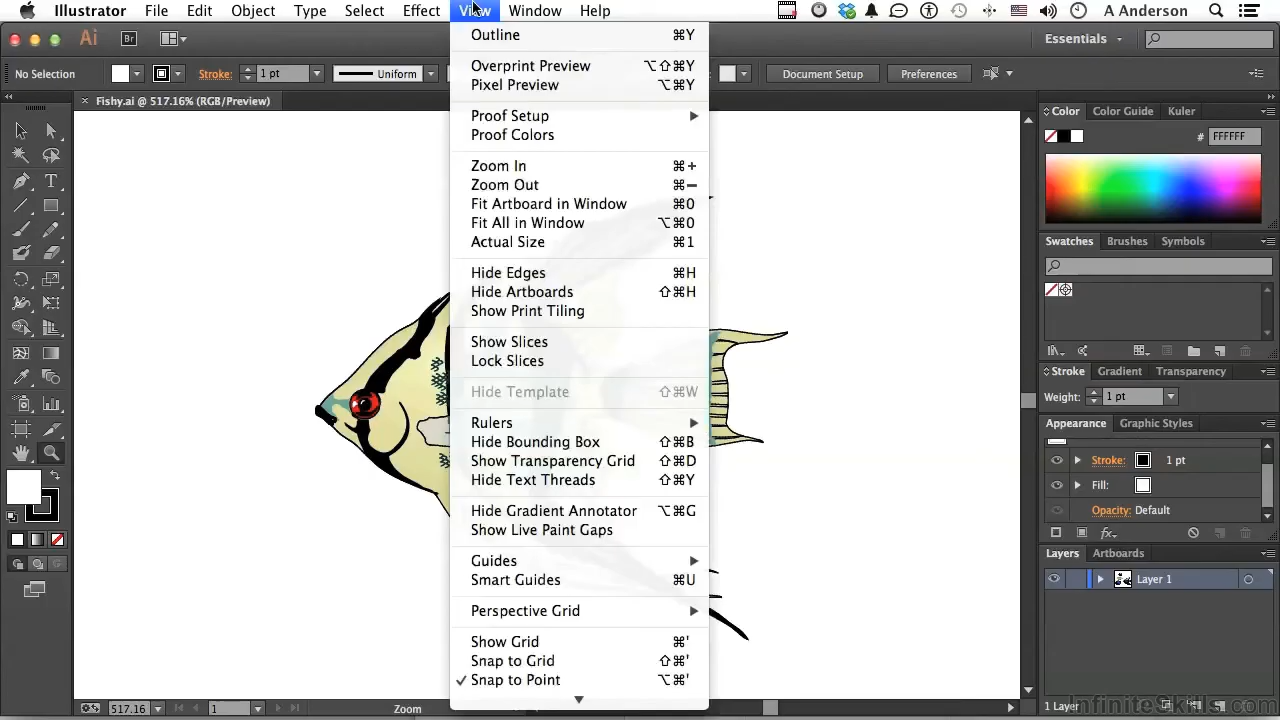 Illustrator File Edit Object Type Select Effect View Window Help A Anderson
Ai Br Essentials
No Selection Stroke: 1 pt Uniform Document Setup Preferences
× Fishy.ai @ 517.16% (RGB/Preview)
Outline ⌘Y
Overprint Preview ⌥⇧⌘Y
Pixel Preview ⌥⌘Y
Proof Setup
Proof Colors
Zoom In ⌘+
Zoom Out ⌘−
Fit Artboard in Window ⌘0
Fit All in Window ⌥⌘0
Actual Size ⌘1
Hide Edges ⌘H
Hide Artboards ⇧⌘H
Show Print Tiling
Show Slices
Lock Slices
Hide Template ⇧⌘W
Rulers
Hide Bounding Box ⇧⌘B
Show Transparency Grid ⇧⌘D
Hide Text Threads ⇧⌘Y
Hide Gradient Annotator ⌥⌘G
Show Live Paint Gaps
Guides
Smart Guides ⌘U
Perspective Grid
Show Grid ⌘'
Snap to Grid ⇧⌘'
✓ Snap to Point ⌥⌘'
Color Color Guide Kuler
# FFFFFF
Swatches Brushes Symbols
Stroke Gradient Transparency
Weight: 1 pt
Appearance Graphic Styles
Stroke: 1 pt
Fill:
Opacity: Default
fx
Layers Artboards
Layer 1
1 Layer
517.16 1 Zoom
InfiniteSkills.com